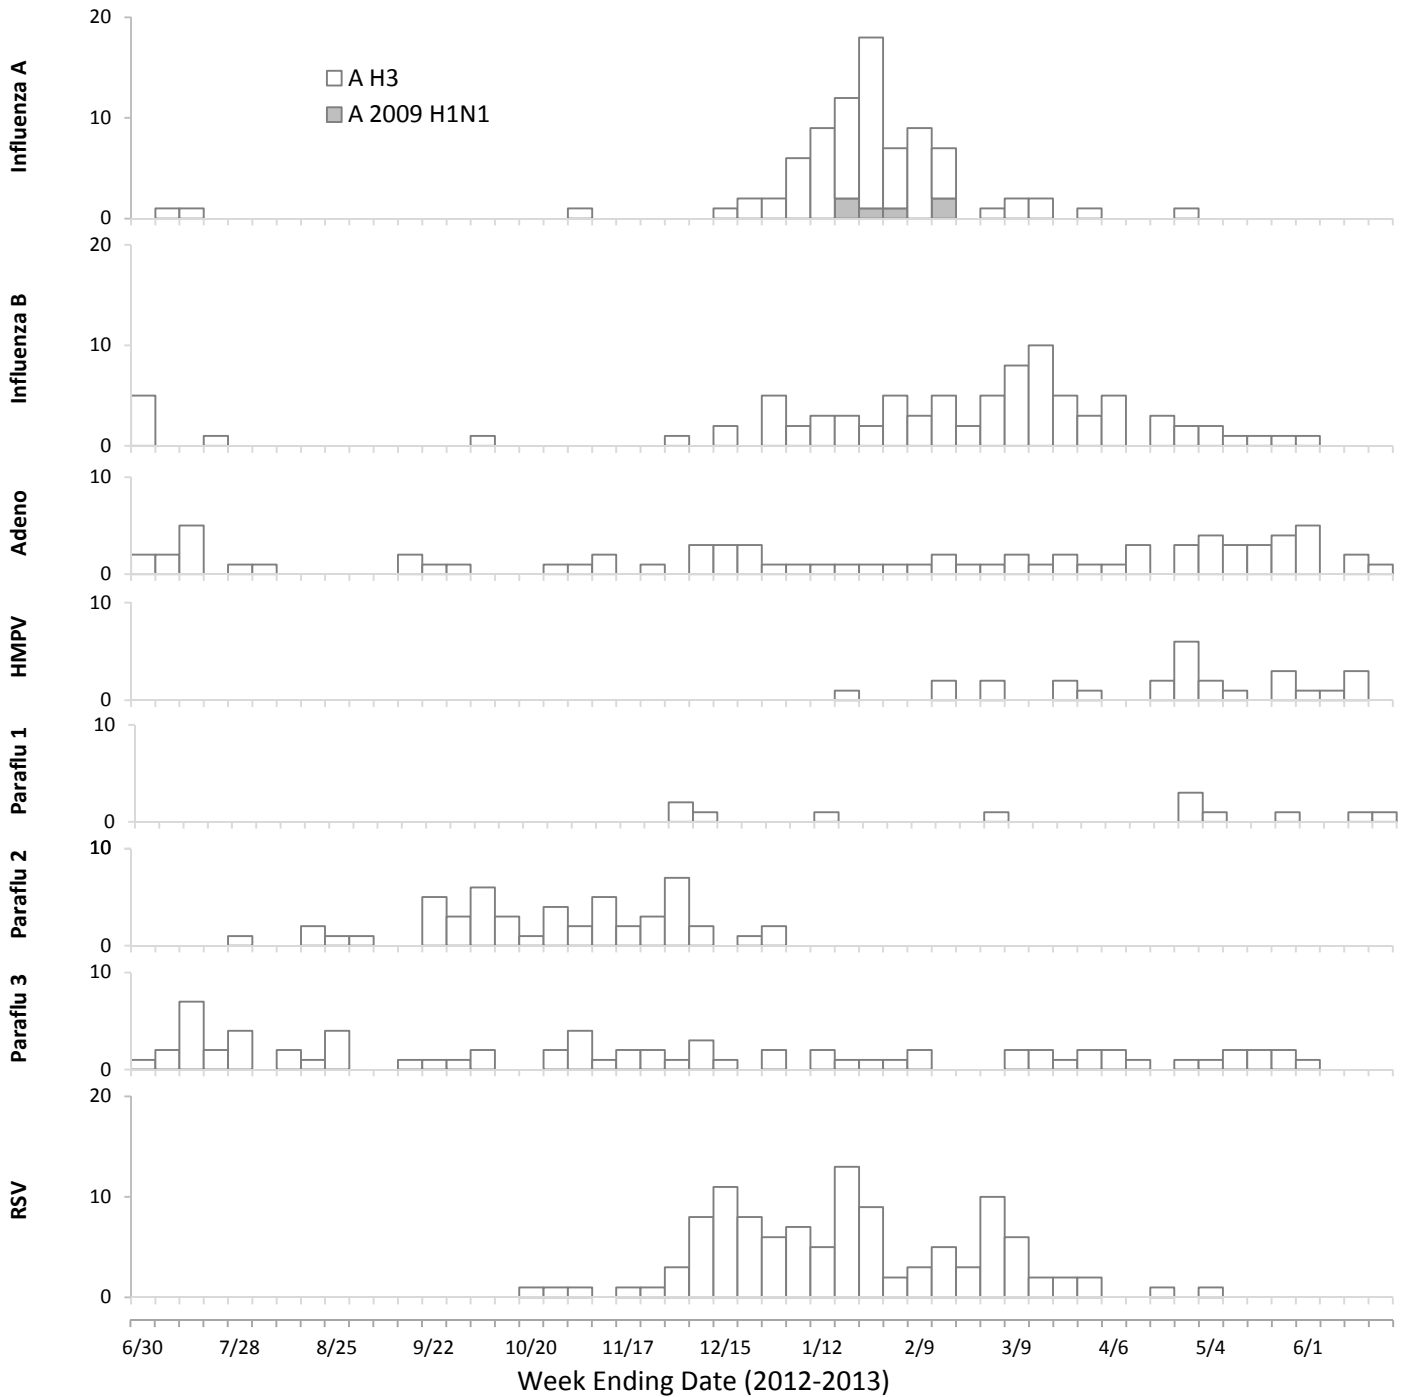 Influenza A
20
10
0
A H3
A 2009 H1N1
Influenza B
20
10
0
Adeno
10
0
HMPV
10
0
Paraflu 1
10
0
Paraflu 2
10
0
Paraflu 3
10
0
RSV
20
10
0
6/30 7/28 8/25 9/22 10/20 11/17 12/15 1/12 2/9 3/9 4/6 5/4 6/1
Week Ending Date (2012-2013)